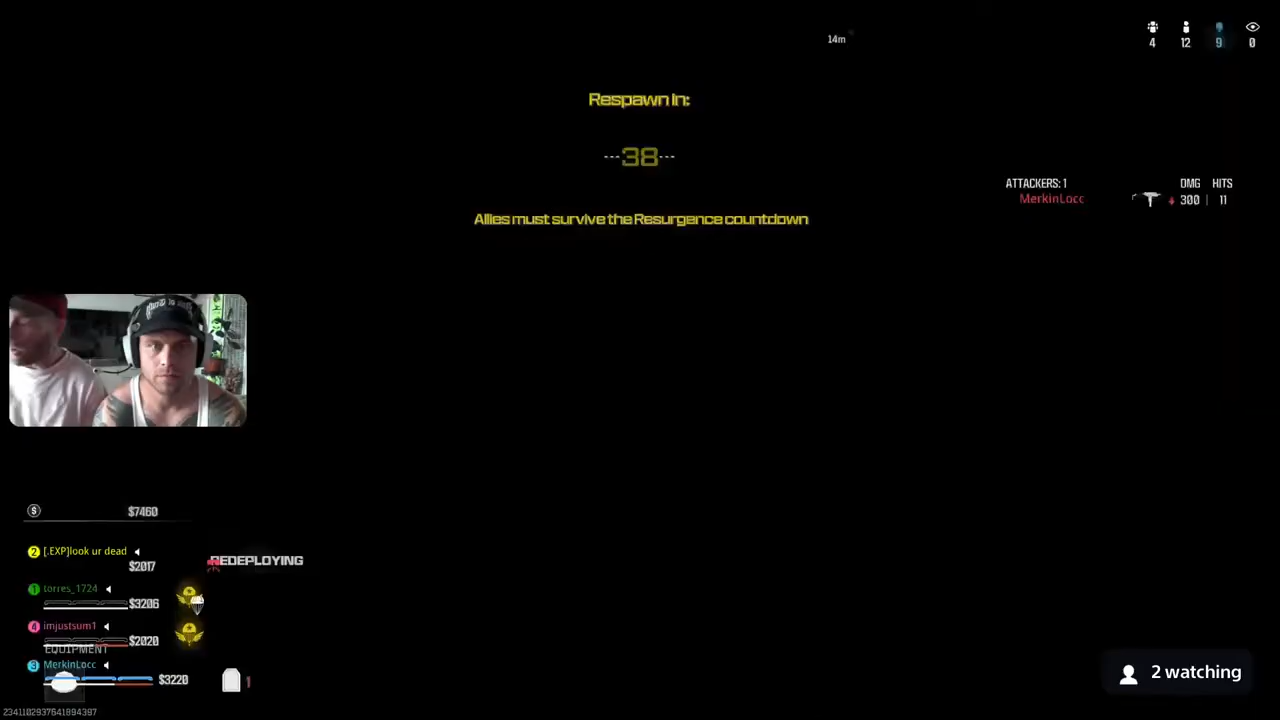 14m
4 12 9 0
Respawn In:
---38---
ATTACKERS: 1 DMG HITS
MerkinLocc 300 | 11
Allies must survive the Resurgence countdown
$ $7460
2 [.EXP]look ur dead
$2017
REDEPLOYING
1 torres_1724
$3206
4 imjustsum1
$2020
EQUIPMENT
3 MerkinLocc
$3220
1
2 watching
2341102937641894397